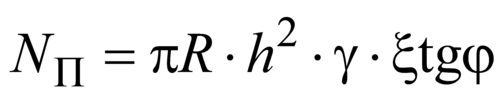 N_П = πR · h² · γ · ξtgφ